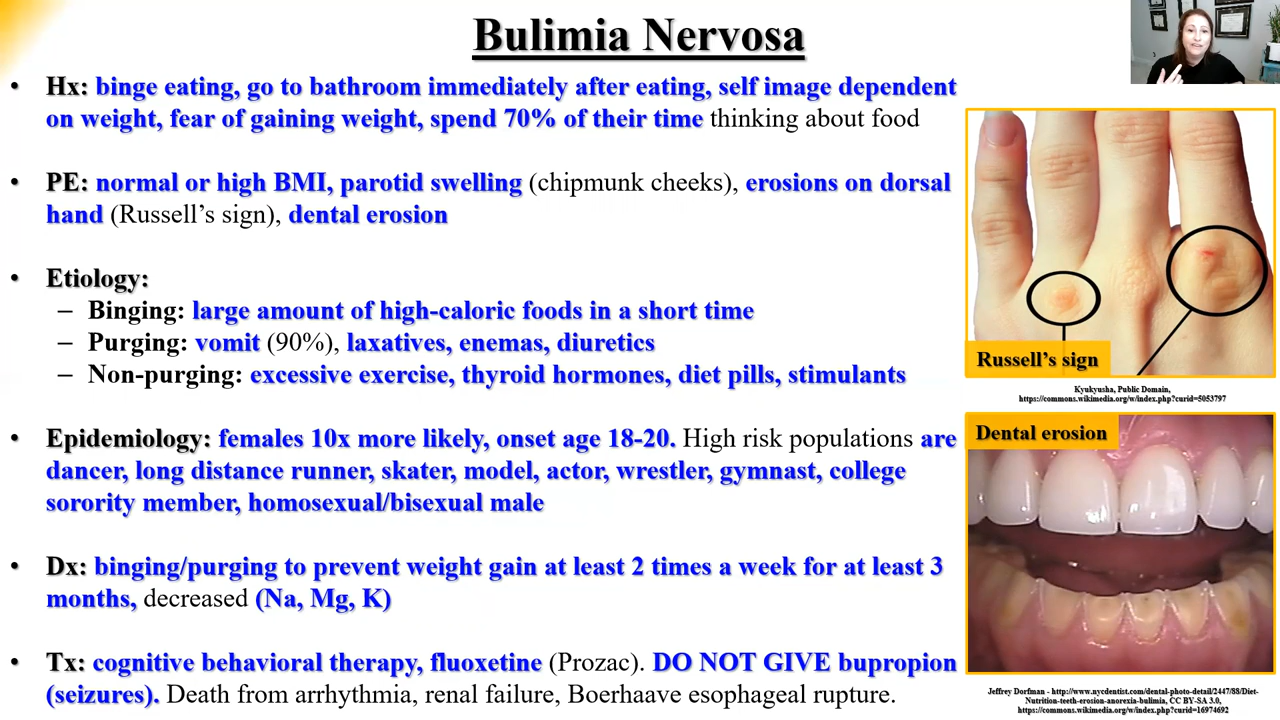 Bulimia Nervosa
• Hx: binge eating, go to bathroom immediately after eating, self image dependent
on weight, fear of gaining weight, spend 70% of their time thinking about food
• PE: normal or high BMI, parotid swelling (chipmunk cheeks), erosions on dorsal
hand (Russell’s sign), dental erosion
• Etiology:
– Binging: large amount of high-caloric foods in a short time
– Purging: vomit (90%), laxatives, enemas, diuretics
– Non-purging: excessive exercise, thyroid hormones, diet pills, stimulants
• Epidemiology: females 10x more likely, onset age 18-20. High risk populations are
dancer, long distance runner, skater, model, actor, wrestler, gymnast, college
sorority member, homosexual/bisexual male
• Dx: binging/purging to prevent weight gain at least 2 times a week for at least 3
months, decreased (Na, Mg, K)
• Tx: cognitive behavioral therapy, fluoxetine (Prozac). DO NOT GIVE bupropion
(seizures). Death from arrhythmia, renal failure, Boerhaave esophageal rupture.
Russell’s sign
Kyukyusha, Public Domain,
https://commons.wikimedia.org/w/index.php?curid=5053797
Dental erosion
Jeffrey Dorfman - http://www.nycdentist.com/dental-photo-detail/2447/88/Diet-
Nutrition-teeth-erosion-anorexia-bulimia, CC BY-SA 3.0,
https://commons.wikimedia.org/w/index.php?curid=16974692